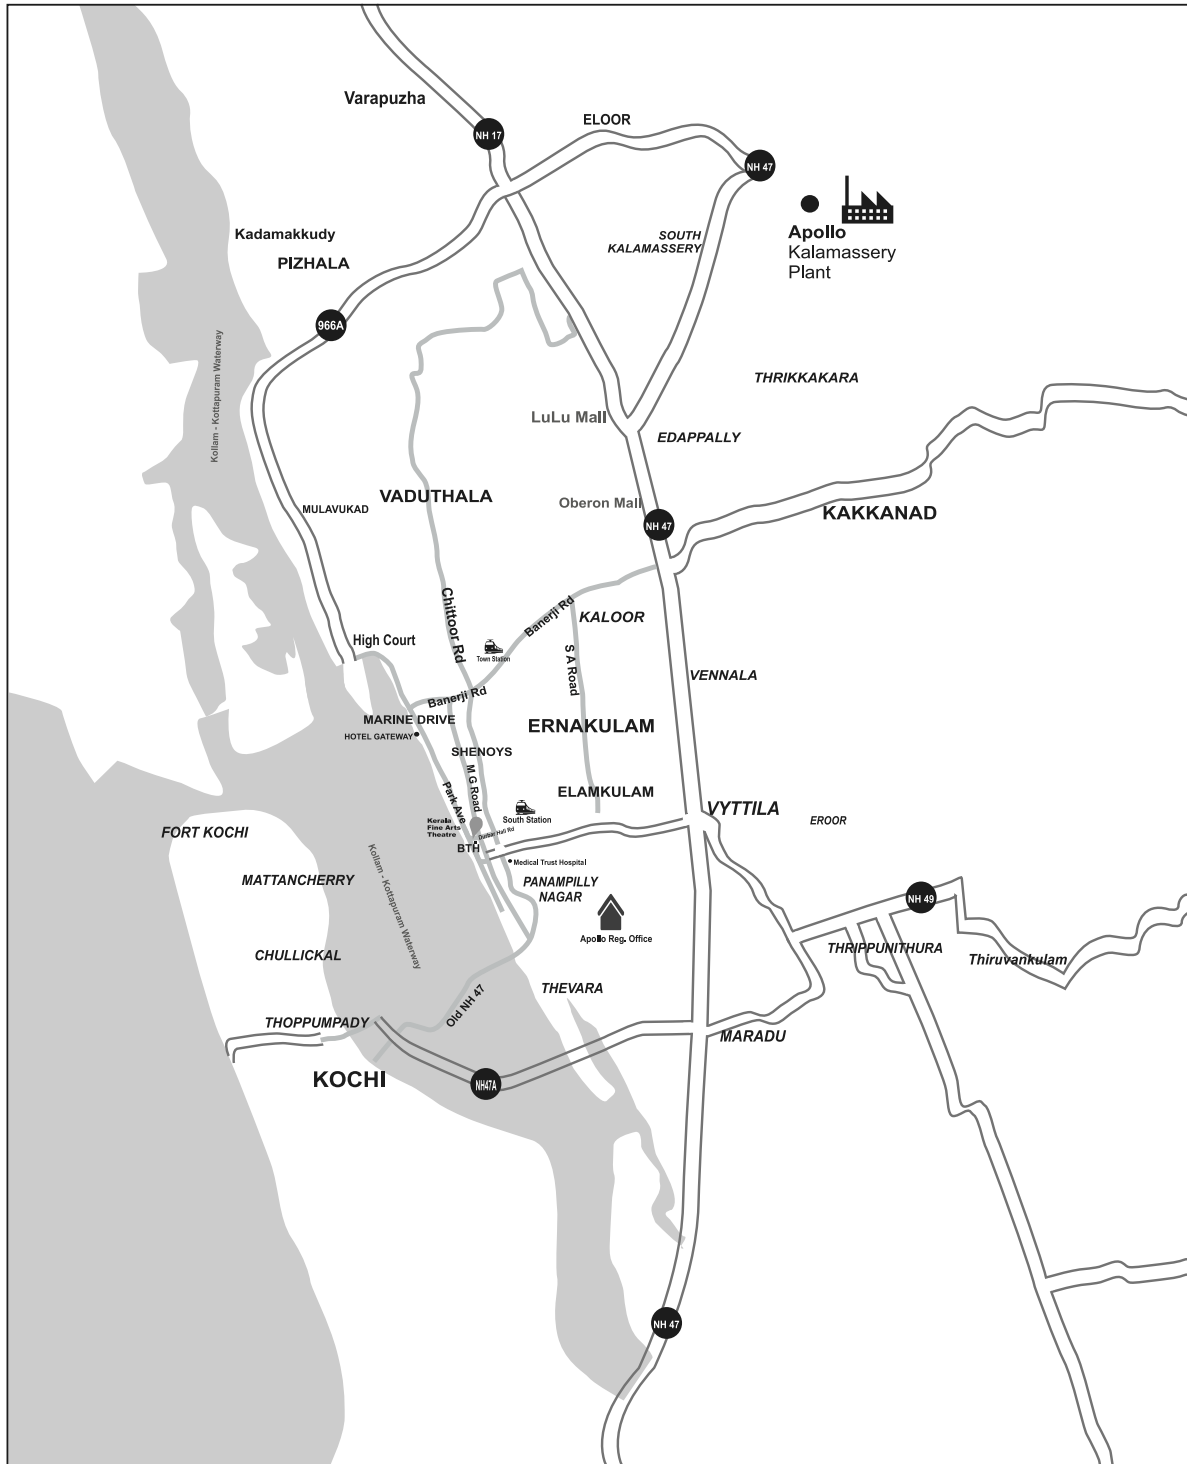 Varapuzha
NH 17
ELOOR
NH 47
Apollo
Kalamassery
Plant
SOUTH
KALAMASSERY
Kadamakkudy
PIZHALA
966A
Kollam - Kottapuram Waterway
THRIKKAKARA
LuLu Mall
EDAPPALLY
VADUTHALA
MULAVUKAD
Oberon Mall
NH 47
KAKKANAD
Chittoor Rd
Banerji Rd
KALOOR
High Court
Town Station
S A Road
VENNALA
Banerji Rd
MARINE DRIVE
HOTEL GATEWAY
ERNAKULAM
SHENOYS
M G Road
Park Ave
ELAMKULAM
VYTTILA
EROOR
South Station
Kerala
Fine Arts
Theatre
Durbar Hall Rd
BTH
Medical Trust Hospital
FORT KOCHI
MATTANCHERRY
Kollam - Kottapuram Waterway
PANAMPILLY
NAGAR
NH 49
Apollo Reg. Office
CHULLICKAL
THRIPPUNITHURA
Thiruvankulam
THEVARA
Old NH 47
THOPPUMPADY
MARADU
KOCHI
NH47A
NH 47